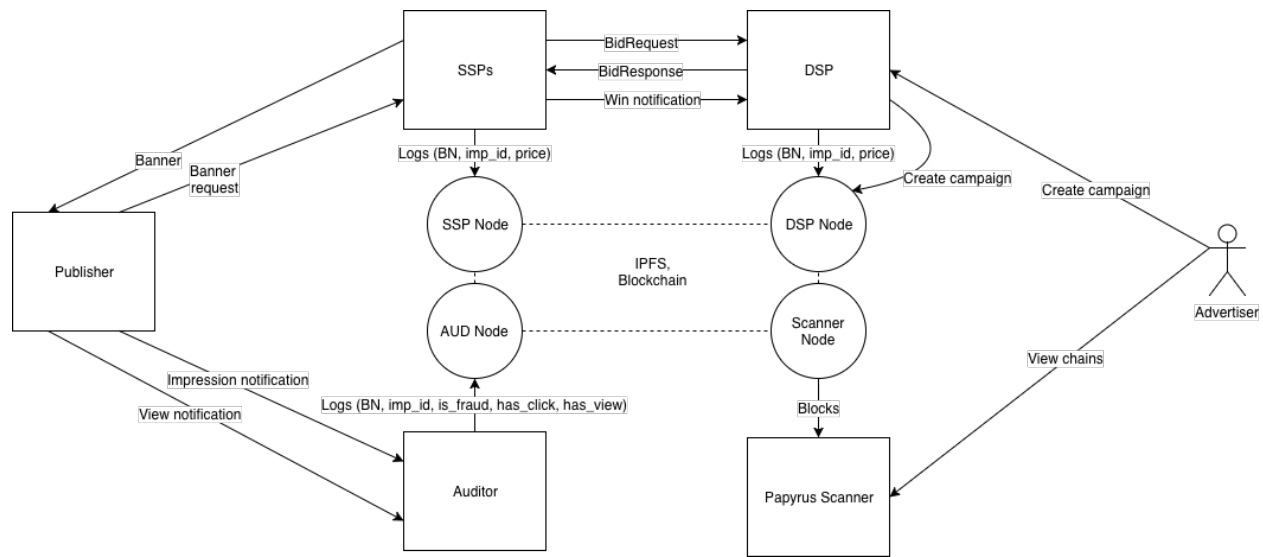 BidRequest
SSPs
BidResponse
DSP
Win notification
Banner
Logs (BN, imp_id, price)
Logs (BN, imp_id, price)
Banner
request
Create campaign
Create campaign
SSP Node
DSP Node
Publisher
IPFS,
Blockchain
Advertiser
AUD Node
Scanner
Node
View chains
Impression notification
View notification
Logs (BN, imp_id, is_fraud, has_click, has_view)
Blocks
Auditor
Papyrus Scanner